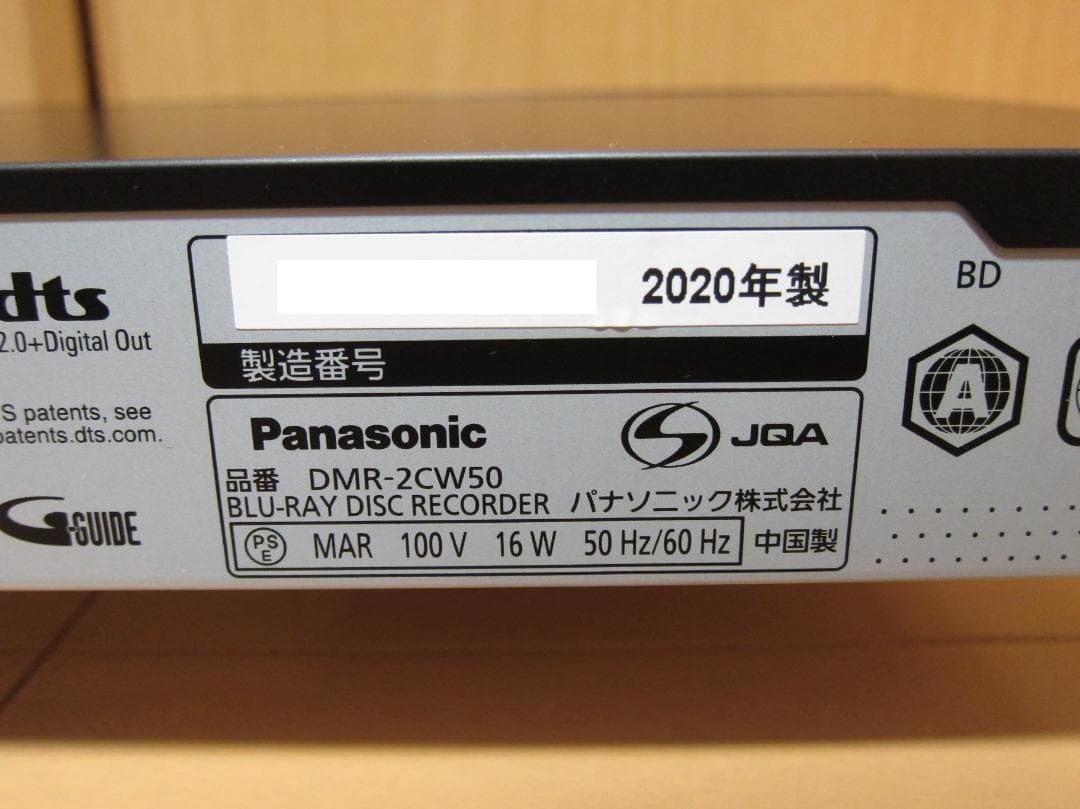 dts
2.0+Digital Out
S patents, see
patents.dts.com.
G-GUIDE
2020年製
製造番号
Panasonic
JQA
品番 DMR-2CW50
BLU-RAY DISC RECORDER パナソニック株式会社
PS
E
MAR 100 V 16 W 50 Hz/60 Hz 中国製
BD
A